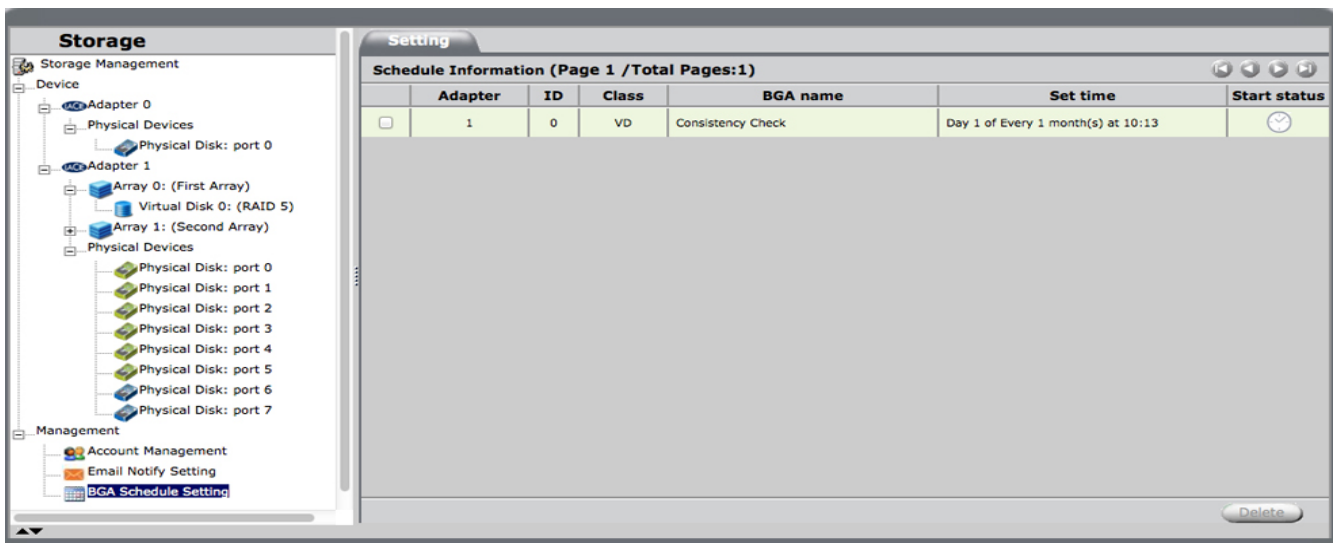 Storage
Storage Management
Device
Adapter 0
Physical Devices
Physical Disk: port 0
Adapter 1
Array 0: (First Array)
Virtual Disk 0: (RAID 5)
Array 1: (Second Array)
Physical Devices
Physical Disk: port 0
Physical Disk: port 1
Physical Disk: port 2
Physical Disk: port 3
Physical Disk: port 4
Physical Disk: port 5
Physical Disk: port 6
Physical Disk: port 7
Management
Account Management
Email Notify Setting
BGA Schedule Setting
Setting
Schedule Information (Page 1 /Total Pages:1)
Adapter ID Class BGA name Set time Start status
1 0 VD Consistency Check Day 1 of Every 1 month(s) at 10:13
Delete